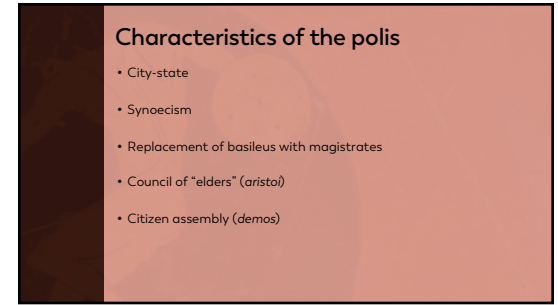 Characteristics of the polis
• City-state
• Synoecism
• Replacement of basileus with magistrates
• Council of “elders” (aristoi)
• Citizen assembly (demos)